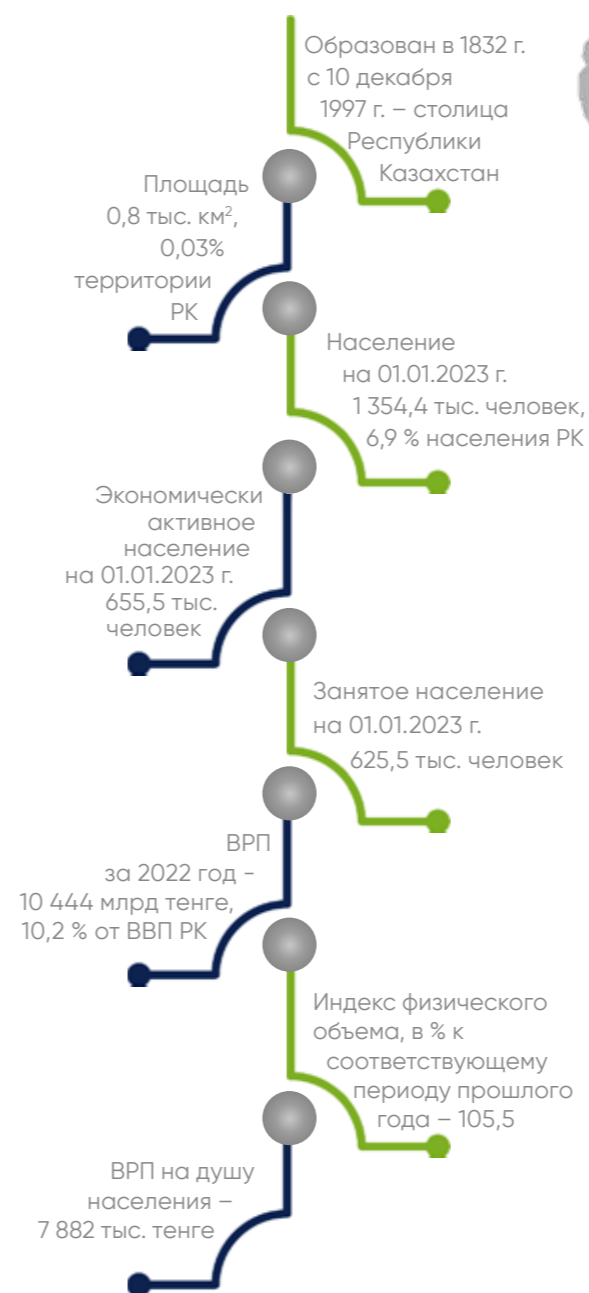 Образован в 1832 г.
с 10 декабря
1997 г. – столица
Республики
Казахстан
Площадь
0,8 тыс. км²,
0,03%
территории
РК
Население
на 01.01.2023 г.
1 354,4 тыс. человек,
6,9 % населения РК
Экономически
активное
население
на 01.01.2023 г.
655,5 тыс.
человек
Занятое население
на 01.01.2023 г.
625,5 тыс. человек
ВРП
за 2022 год -
10 444 млрд тенге,
10,2 % от ВВП РК
Индекс физического
объема, в % к
соответствующему
периоду прошлого
года – 105,5
ВРП на душу
населения –
7 882 тыс. тенге